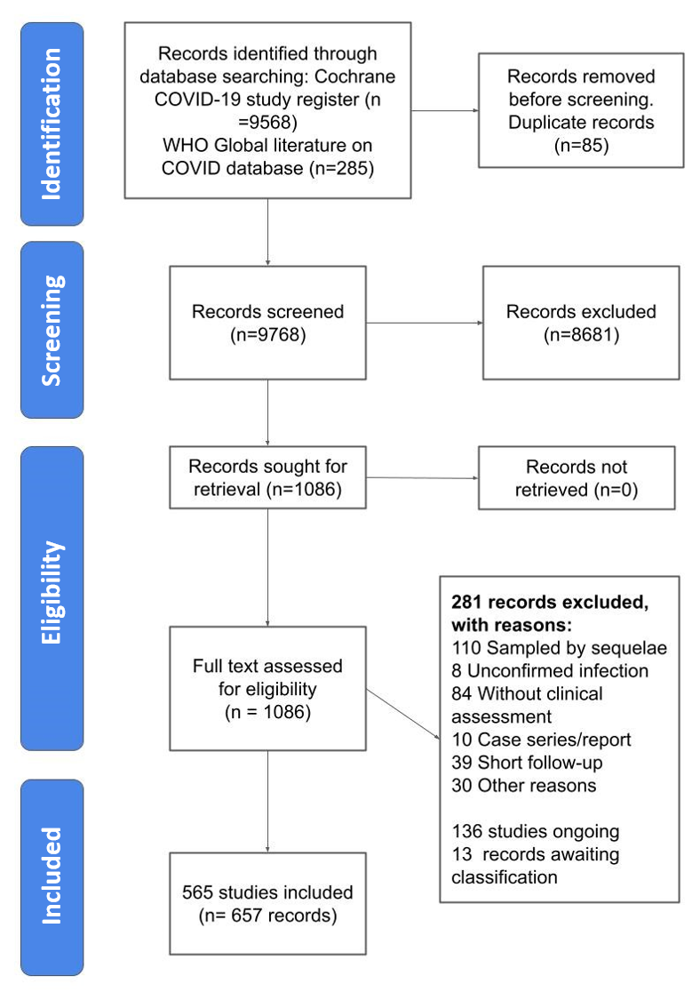 Identification
Records identified through
database searching: Cochrane
COVID-19 study register (n
=9568)
WHO Global literature on
COVID database (n=285)
Records removed
before screening.
Duplicate records
(n=85)
Screening
Records screened
(n=9768)
Records excluded
(n=8681)
Eligibility
Records sought for
retrieval (n=1086)
Records not
retrieved (n=0)
Full text assessed
for eligibility
(n = 1086)
281 records excluded,
with reasons:
110 Sampled by sequelae
8 Unconfirmed infection
84 Without clinical
assessment
10 Case series/report
39 Short follow-up
30 Other reasons
136 studies ongoing
13  records awaiting
classification
Included
565 studies included
(n= 657 records)